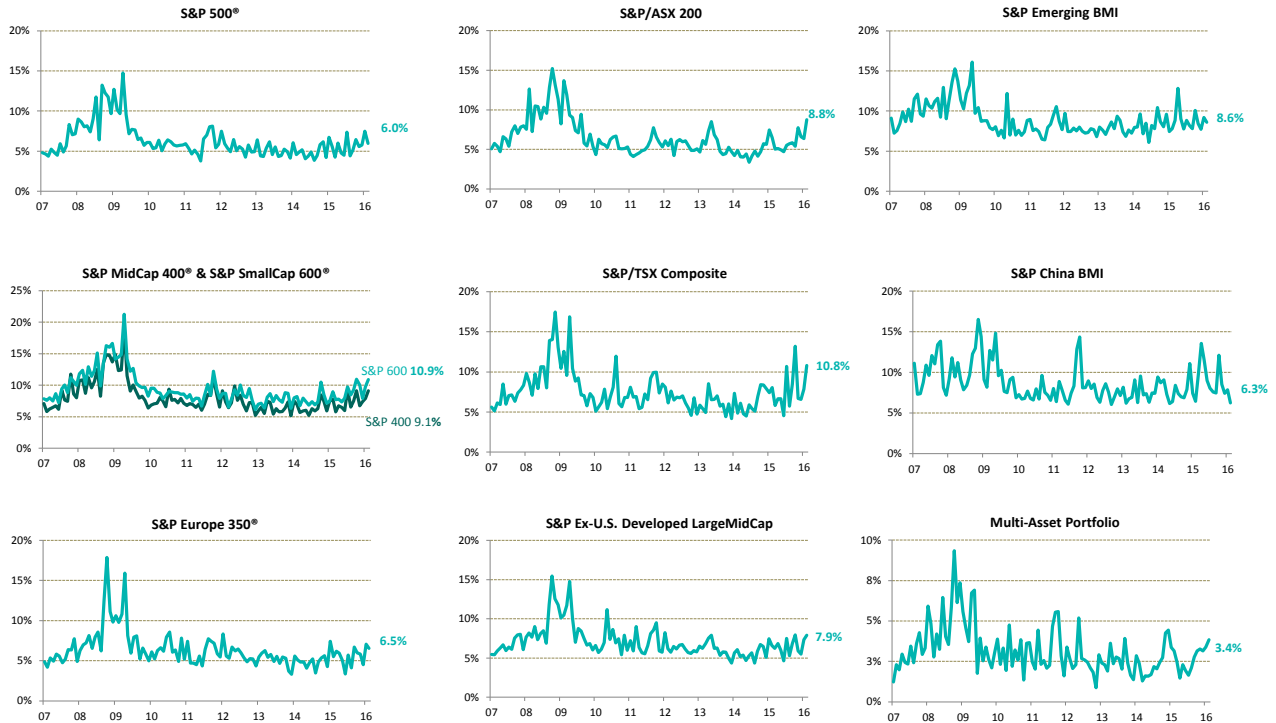 S&P 500®
20%
15%
10%
5%
0%
6.0%
07 08 09 10 11 12 13 14 15 16
S&P/ASX 200
20%
15%
10%
5%
0%
8.8%
07 08 09 10 11 12 13 14 15 16
S&P Emerging BMI
20%
15%
10%
5%
0%
8.6%
07 08 09 10 11 12 13 14 15 16
S&P MidCap 400® & S&P SmallCap 600®
25%
20%
15%
10%
5%
0%
S&P 600 10.9%
S&P 400 9.1%
07 08 09 10 11 12 13 14 15 16
S&P/TSX Composite
20%
15%
10%
5%
0%
10.8%
07 08 09 10 11 12 13 14 15 16
S&P China BMI
20%
15%
10%
5%
0%
6.3%
07 08 09 10 11 12 13 14 15 16
S&P Europe 350®
20%
15%
10%
5%
0%
6.5%
07 08 09 10 11 12 13 14 15 16
S&P Ex-U.S. Developed LargeMidCap
20%
15%
10%
5%
0%
7.9%
07 08 09 10 11 12 13 14 15 16
Multi-Asset Portfolio
10%
8%
5%
3%
0%
3.4%
07 08 09 10 11 12 13 14 15 16